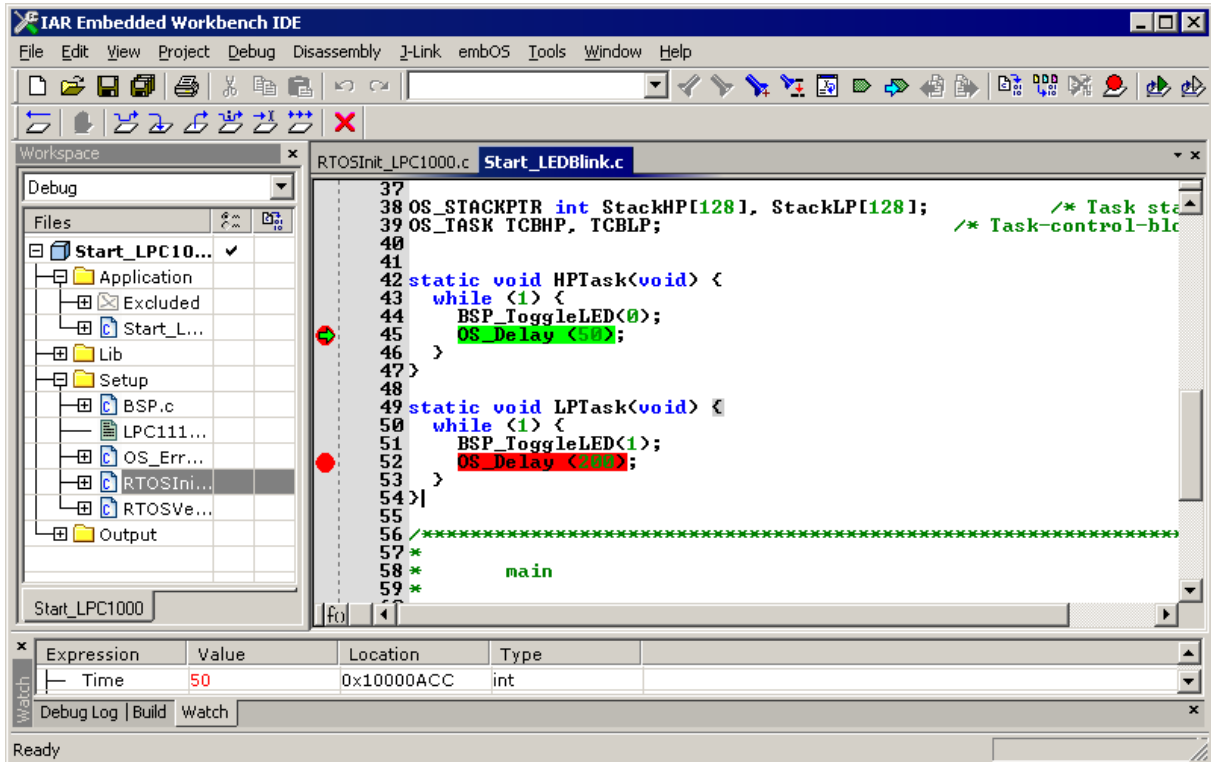 IAR Embedded Workbench IDE
File Edit View Project Debug Disassembly J-Link embOS Tools Window Help
Workspace
RTOSInit_LPC1000.c Start_LEDBlink.c
Debug
Files
Start_LPC10...
Application
Excluded
Start_L...
Lib
Setup
BSP.c
LPC111...
OS_Err...
RTOSIni...
RTOSVe...
Output
Start_LPC1000
37
38 OS_STACKPTR int StackHP[128], StackLP[128]; /* Task sta
39 OS_TASK TCBHP, TCBLP; /* Task-control-blo
40
41
42 static void HPTask(void) {
43 while (1) {
44 BSP_ToggleLED(0);
45 OS_Delay (50);
46 }
47 }
48
49 static void LPTask(void) {
50 while (1) {
51 BSP_ToggleLED(1);
52 OS_Delay (200);
53 }
54 }
55
56 /**************************************************************
57 *
58 * main
59 *
Expression Value Location Type
Time 50 0x10000ACC int
Watch
Debug Log Build Watch
Ready